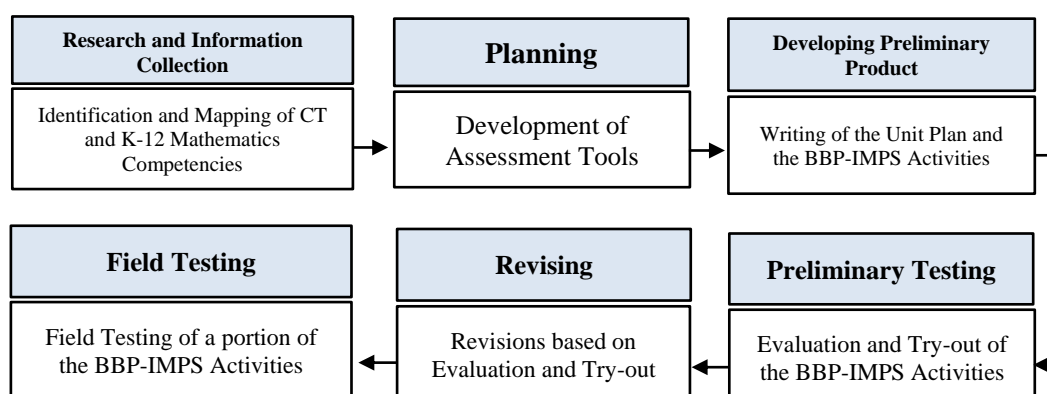 Research and Information
Collection
Identification and Mapping of CT
and K-12 Mathematics
Competencies
Planning
Development of
Assessment Tools
Developing Preliminary
Product
Writing of the Unit Plan and
the BBP-IMPS Activities
Field Testing
Field Testing of a portion of
the BBP-IMPS Activities
Revising
Revisions based on
Evaluation and Try-out
Preliminary Testing
Evaluation and Try-out of
the BBP-IMPS Activities